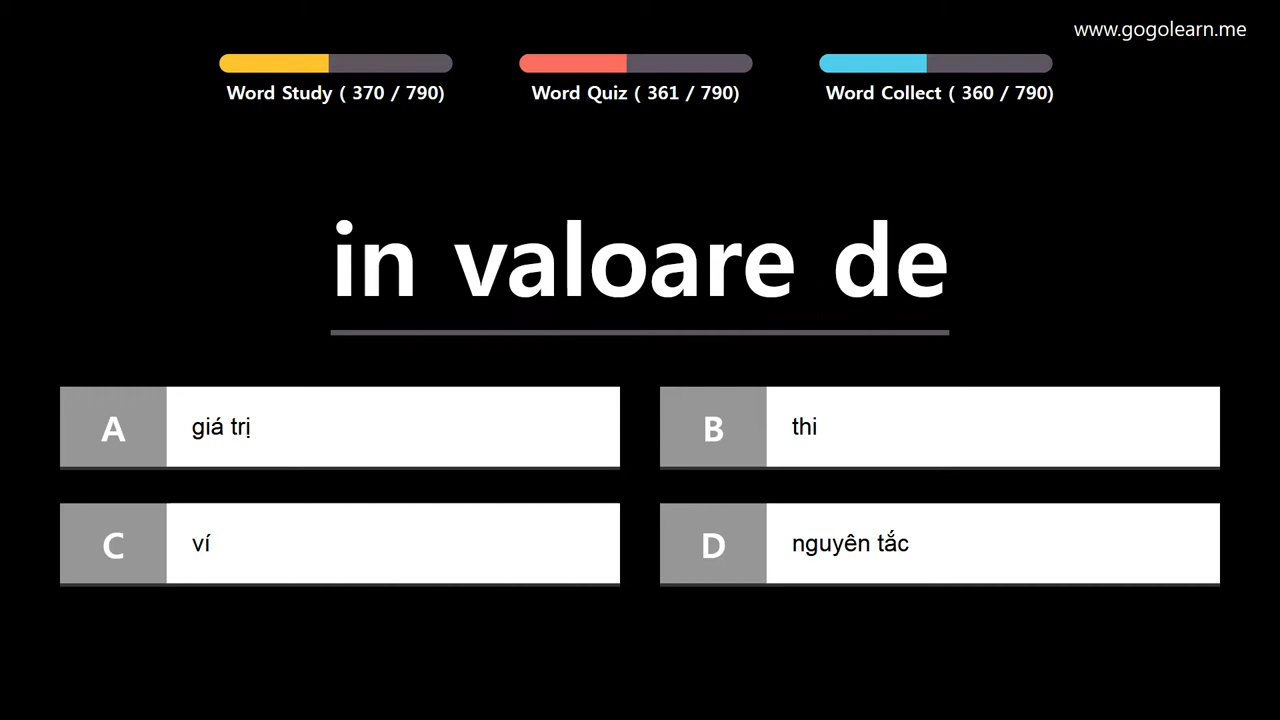 www.gogolearn.me
Word Study ( 370 / 790)
Word Quiz ( 361 / 790)
Word Collect ( 360 / 790)
in valoare de
A giá trị
B thi
C ví
D nguyên tắc